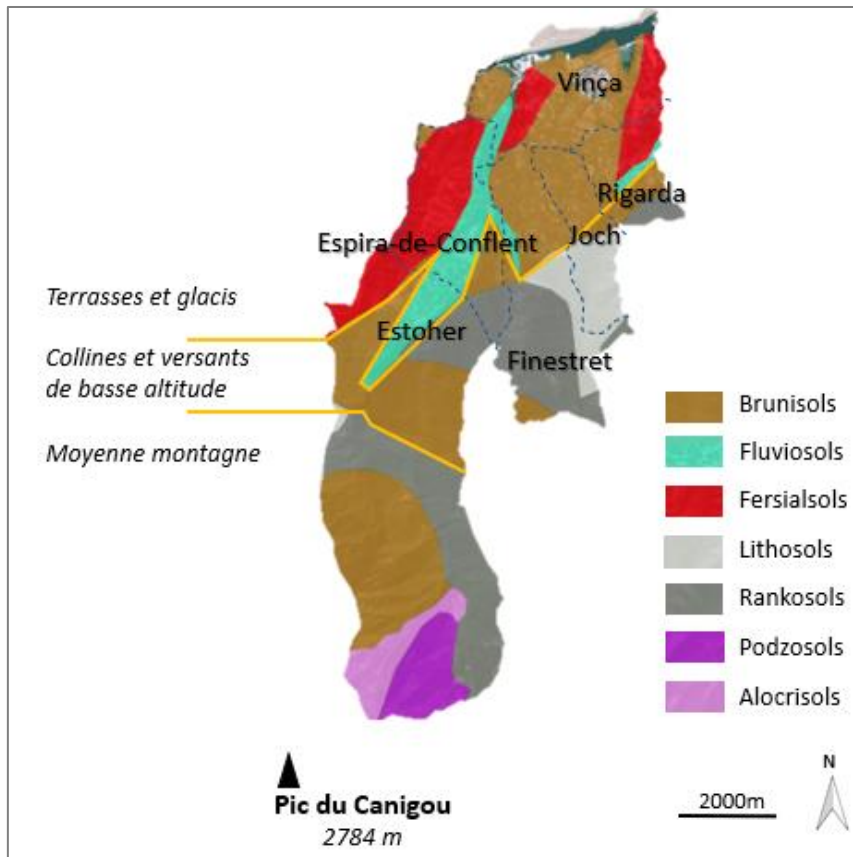 Vinça
Rigarda
Joch
Espira-de-Conflent
Terrasses et glacis
Estoher
Finestret
Collines et versants
de basse altitude
Moyenne montagne
Brunisols
Fluviosols
Fersialsols
Lithosols
Rankosols
Podzosols
Alocrisols
Pic du Canigou
2784 m
2000m
N